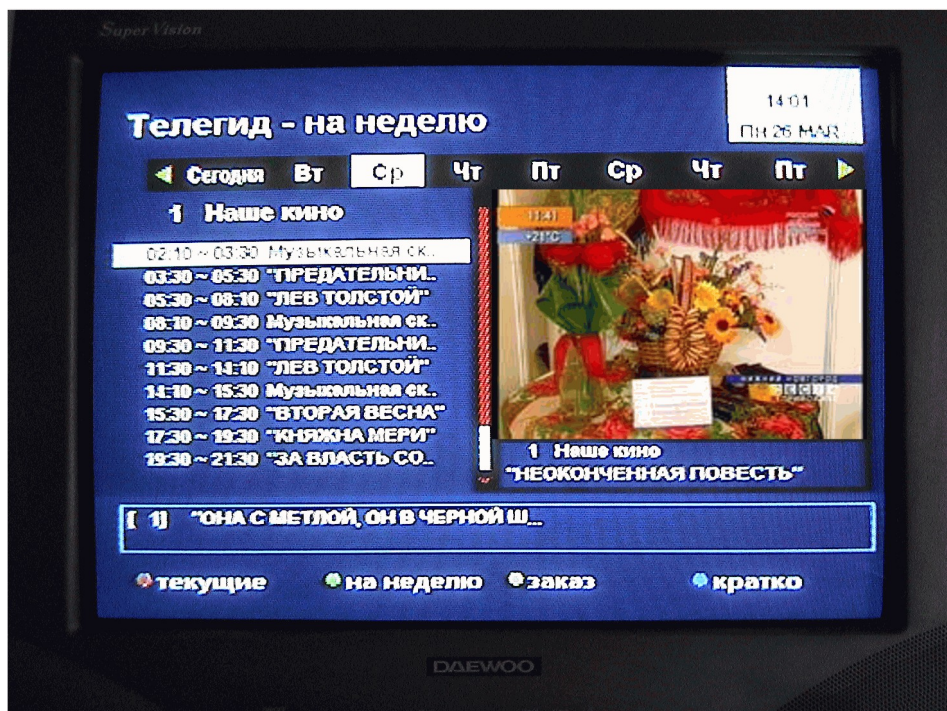 Super Vision
14:01
Пн 26 MAR
Телегид - на неделю
Сегодня Вт Ср Чт Пт Ср Чт Пт
1 Наше кино
02:10 ~ 03:30 Музыкальная ск..
03:30 ~ 05:30 "ПРЕДАТЕЛЬНИ..
05:30 ~ 08:10 "ЛЕВ ТОЛСТОЙ"
08:10 ~ 09:30 Музыкальная ск..
09:30 ~ 11:30 "ПРЕДАТЕЛЬНИ..
11:30 ~ 14:10 "ЛЕВ ТОЛСТОЙ"
14:10 ~ 15:30 Музыкальная ск..
15:30 ~ 17:30 "ВТОРАЯ ВЕСНА"
17:30 ~ 19:30 "КНЯЖНА МЕРИ"
19:30 ~ 21:30 "ЗА ВЛАСТЬ СО..
11:41
+21°C
РОССИЯ
НИЖНИЙ НОВГОРОД
1 Наше кино
"НЕОКОНЧЕННАЯ ПОВЕСТЬ"
[ 1] "ОНА С МЕТЛОЙ, ОН В ЧЕРНОЙ Ш...
текущие на неделю заказ кратко
DAEWOO